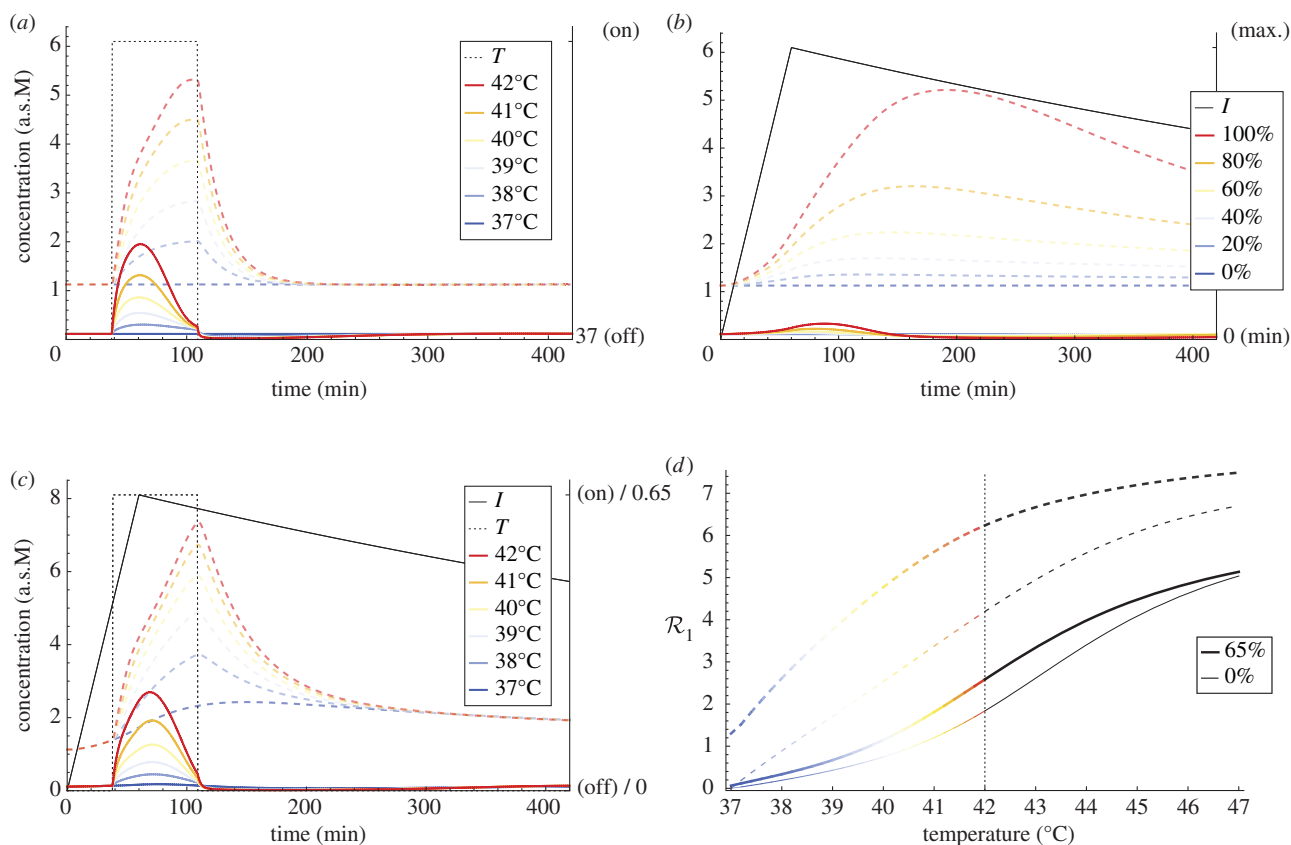 (a)
(on)
6
5
4
3
2
1
concentration (a.s.M)
T
42°C
41°C
40°C
39°C
38°C
37°C
37 (off)
0 100 200 300 400
time (min)
(b)
(max.)
6
5
4
3
2
1
I
100%
80%
60%
40%
20%
0%
0 (min)
0 100 200 300 400
time (min)
(c)
(on) / 0.65
8
6
4
2
0
concentration (a.s.M)
I
T
42°C
41°C
40°C
39°C
38°C
37°C
(off) / 0
0 100 200 300 400
time (min)
(d)
7
6
5
4
3
2
1
0
ℛ1
65%
0%
37 38 39 40 41 42 43 44 45 46 47
temperature (°C)